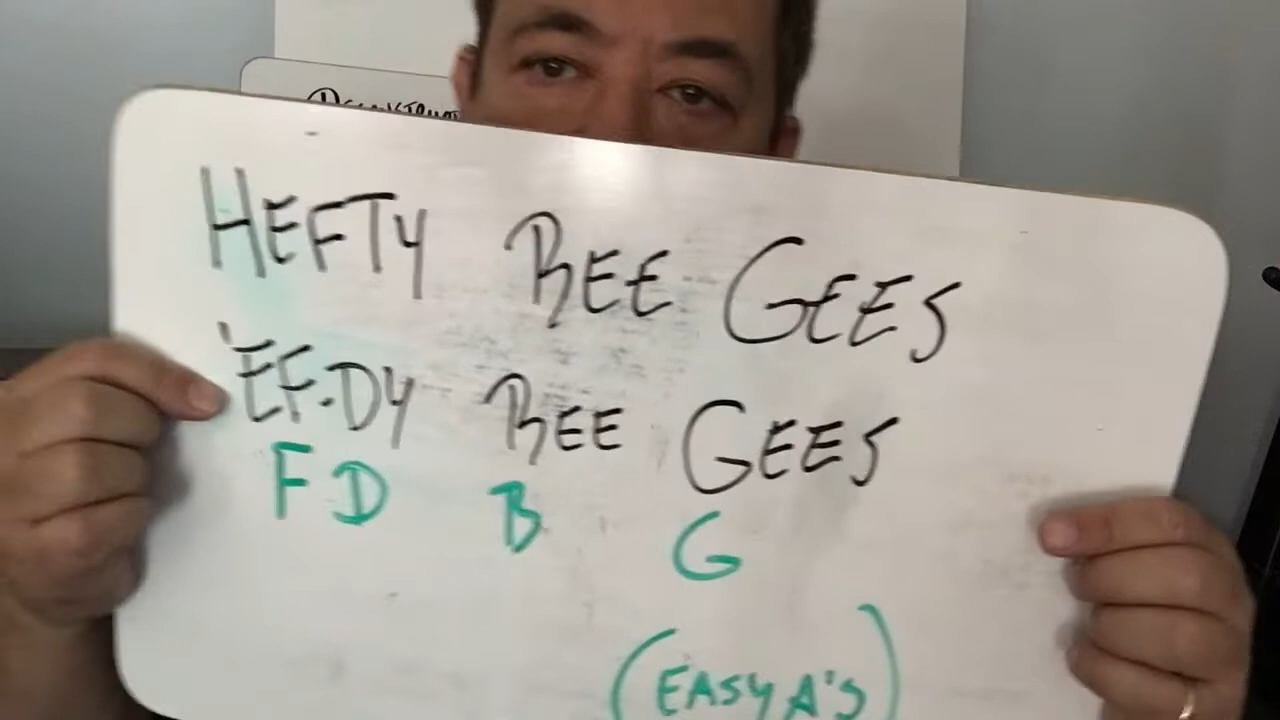 HEFTY BEE GEES
'EF-DY BEE GEES
F D B G
(EASY A'S)